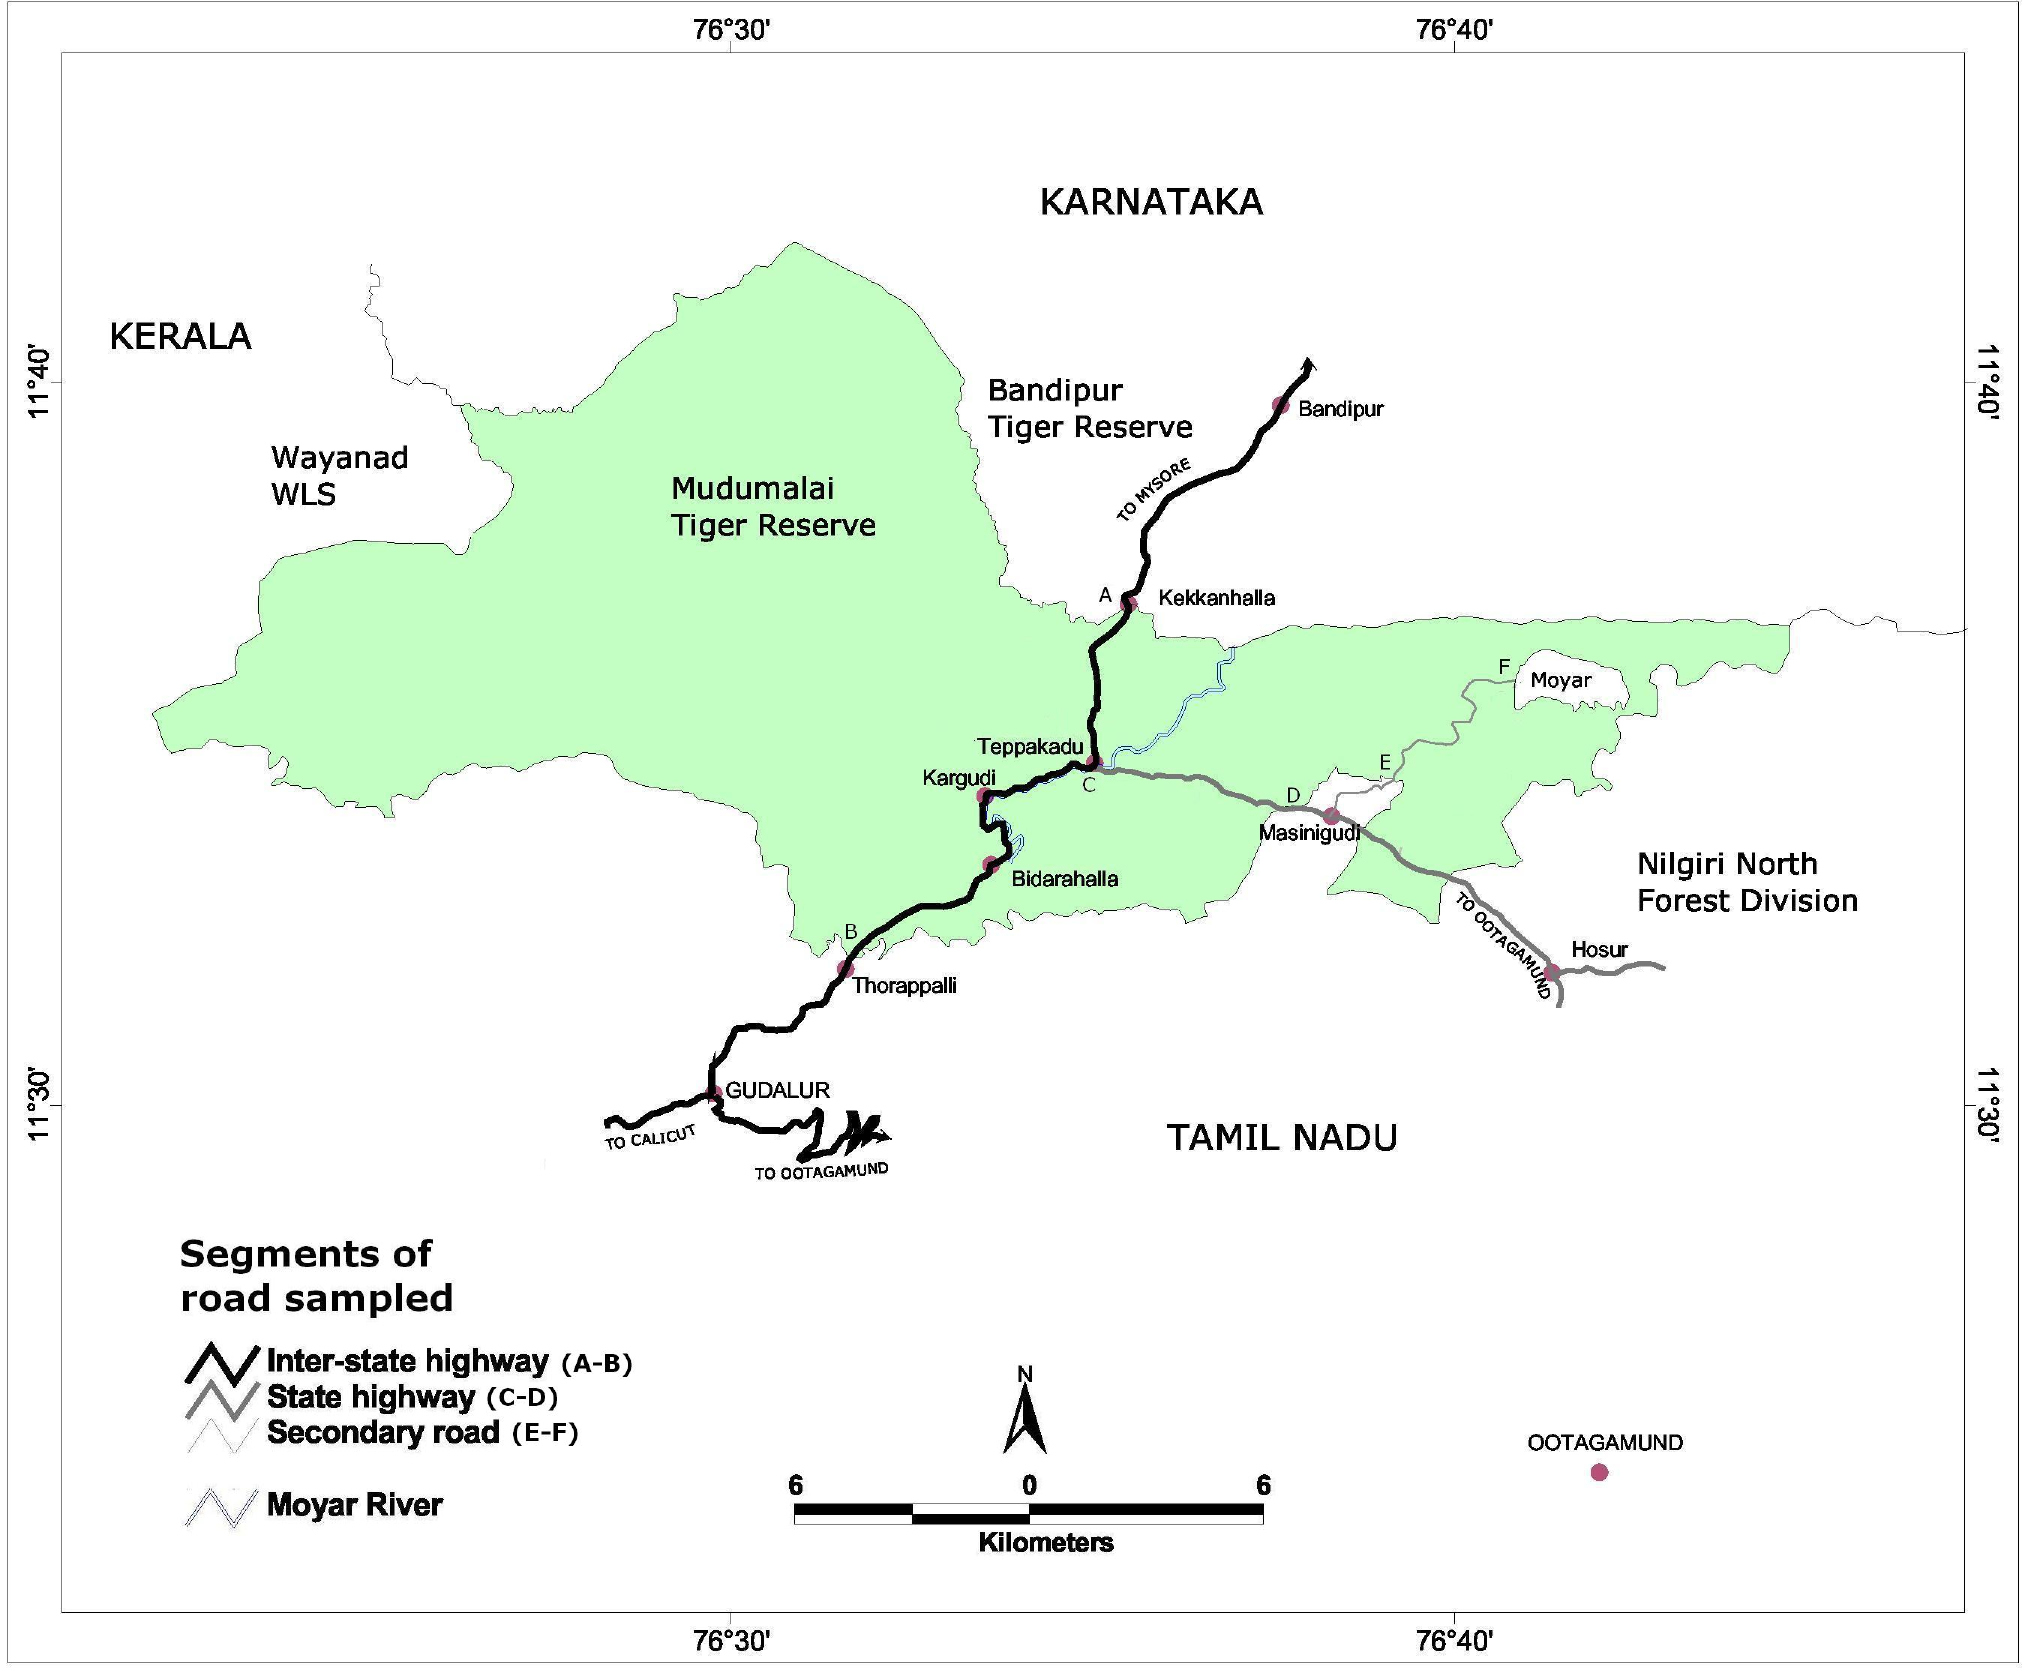 76°30'
76°40'
KARNATAKA
KERALA
11°40'
11°40'
Bandipur
Tiger Reserve
Bandipur
Wayanad
WLS
TO MYSORE
Mudumalai
Tiger Reserve
A
Kekkanhalla
F
Moyar
Teppakadu
E
Kargudi
C
D
Masinigudi
Bidarahalla
Nilgiri North
Forest Division
TO OOTAGAMUND
B
Hosur
Thorappalli
11°30'
11°30'
GUDALUR
TO CALICUT
TAMIL NADU
TO OOTAGAMUND
Segments of
road sampled
Inter-state highway (A-B)
State highway (C-D)
Secondary road (E-F)
Moyar River
N
6 0 6
Kilometers
OOTAGAMUND
76°30'
76°40'